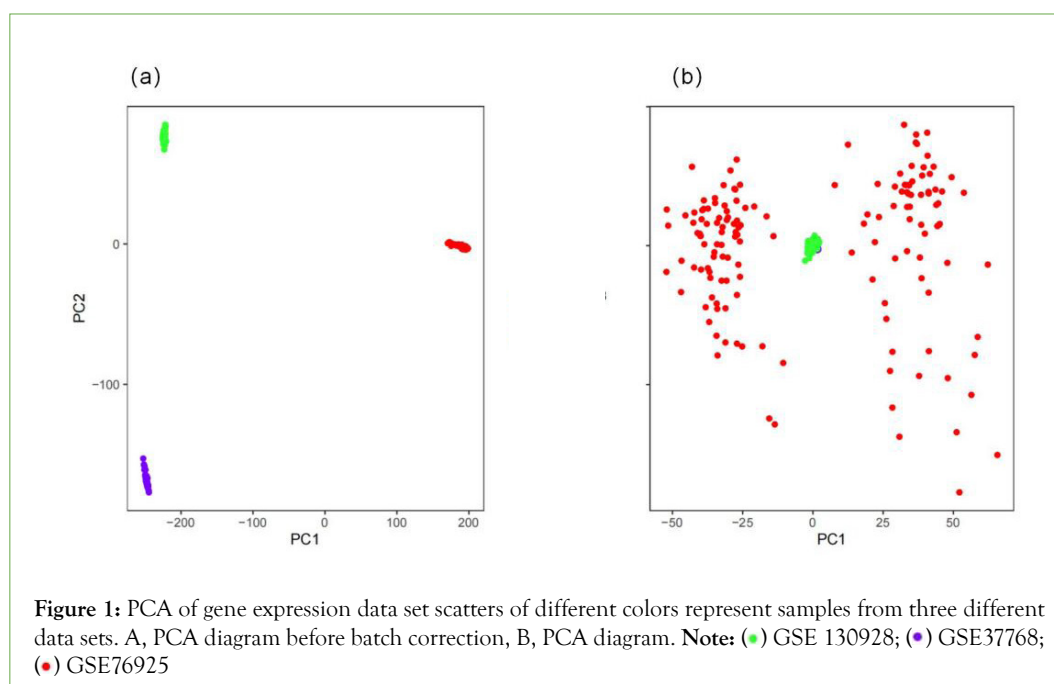 (a)
(b)
0
−100
PC2
−200
−100
0
100
200
PC1
−50
−25
0
25
50
PC1
Figure 1: PCA of gene expression data set scatters of different colors represent samples from three different
data sets. A, PCA diagram before batch correction, B, PCA diagram. Note: (●) GSE 130928; (●) GSE37768;
(●) GSE76925